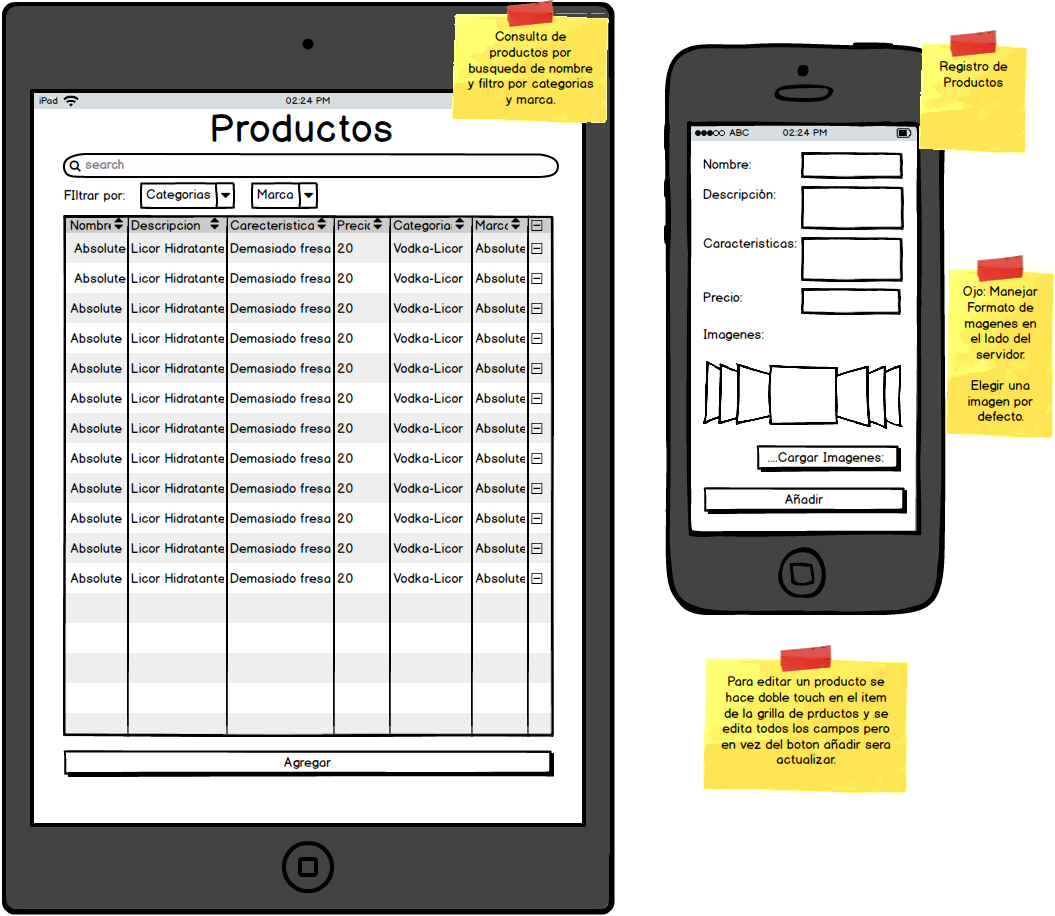 Consulta de
productos por
busqueda de nombre
y filtro por categorias
y marca.
iPad 02:24 PM
Productos
search
FIltrar por: Categorias Marca
Nombre Descripcion Carecteristica Precio Categoria Marca
Absolute Licor Hidratante Demasiado fresa 20 Vodka-Licor Absolute
Absolute Licor Hidratante Demasiado fresa 20 Vodka-Licor Absolute
Absolute Licor Hidratante Demasiado fresa 20 Vodka-Licor Absolute
Absolute Licor Hidratante Demasiado fresa 20 Vodka-Licor Absolute
Absolute Licor Hidratante Demasiado fresa 20 Vodka-Licor Absolute
Absolute Licor Hidratante Demasiado fresa 20 Vodka-Licor Absolute
Absolute Licor Hidratante Demasiado fresa 20 Vodka-Licor Absolute
Absolute Licor Hidratante Demasiado fresa 20 Vodka-Licor Absolute
Absolute Licor Hidratante Demasiado fresa 20 Vodka-Licor Absolute
Absolute Licor Hidratante Demasiado fresa 20 Vodka-Licor Absolute
Absolute Licor Hidratante Demasiado fresa 20 Vodka-Licor Absolute
Absolute Licor Hidratante Demasiado fresa 20 Vodka-Licor Absolute
Agregar
Registro de
Productos
ABC 02:24 PM
Nombre:
Descripción:
Caracteristicas:
Precio:
Imagenes:
....Cargar Imagenes:
Añadir
Ojo: Manejar
Formato de
magenes en
el lado del
servidor.
Elegir una
imagen por
defecto.
Para editar un producto se
hace doble touch en el item
de la grilla de prductos y se
edita todos los campos pero
en vez del boton añadir sera
actualizar.